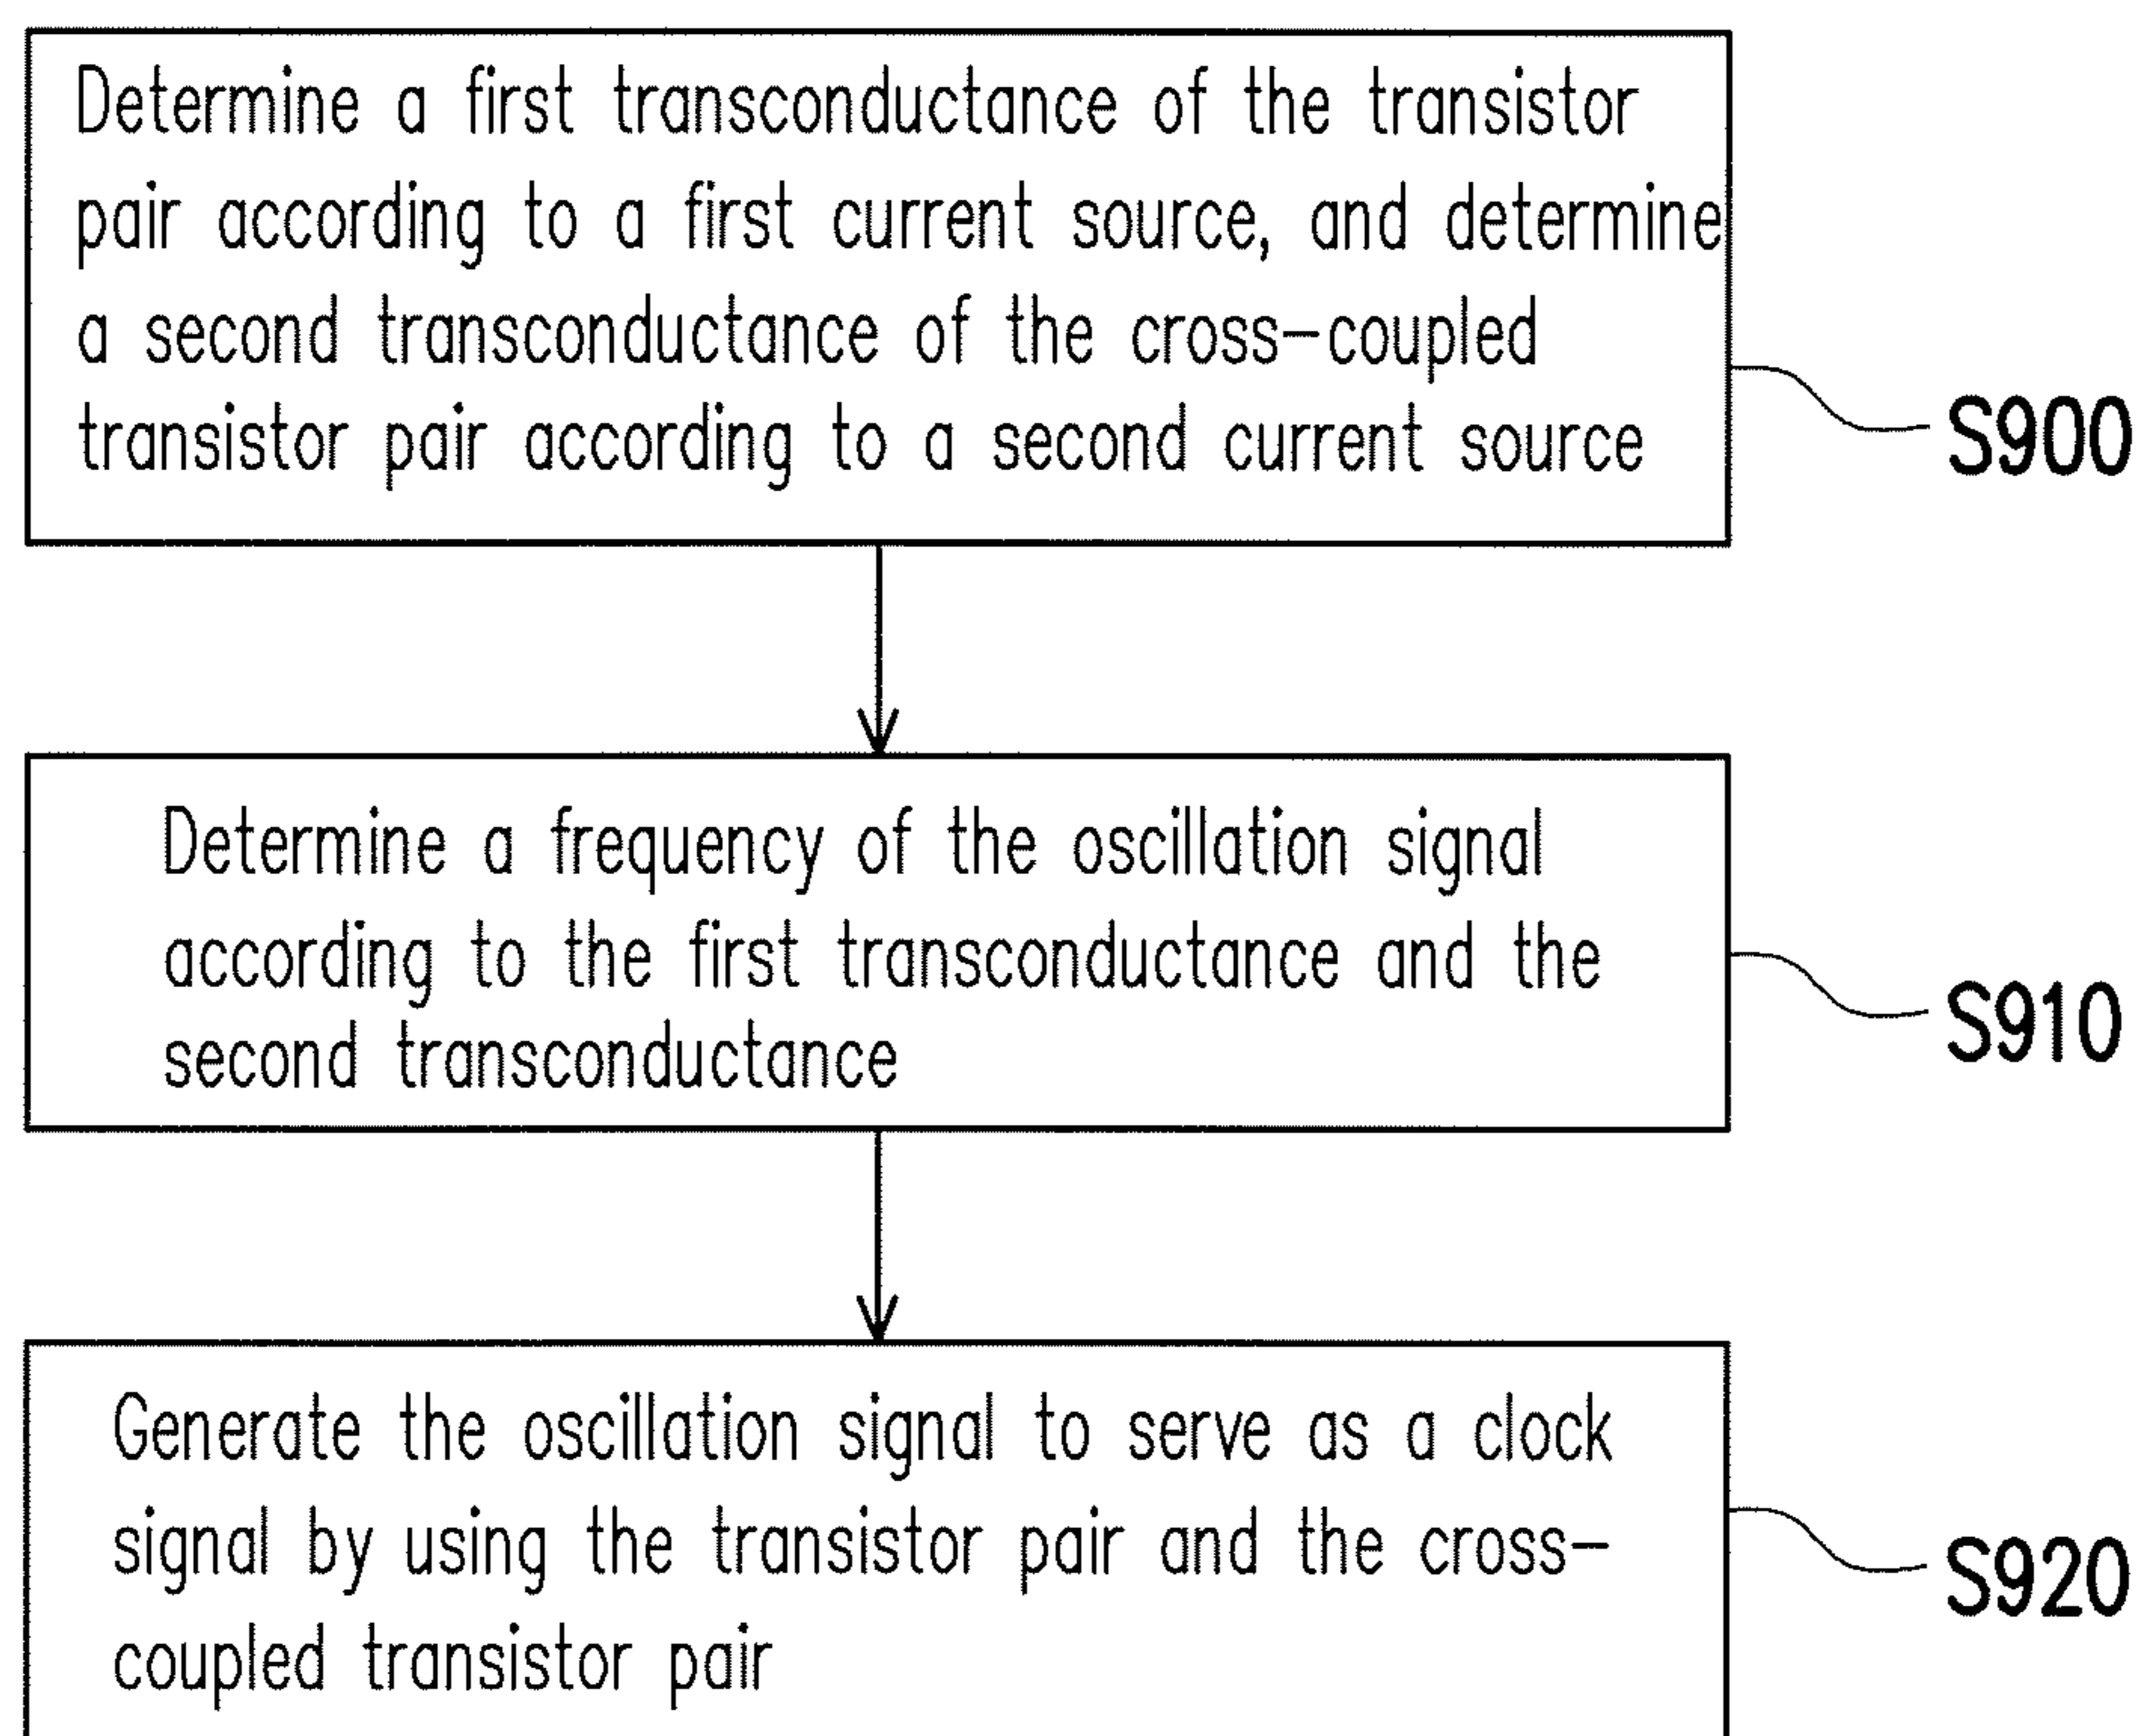 Determine a first transconductance of the transistor
pair according to a first current source, and determine
a second transconductance of the cross-coupled
transistor pair according to a second current source
S900
Determine a frequency of the oscillation signal
according to the first transconductance and the
second transconductance
S910
Generate the oscillation signal to serve as a clock
signal by using the transistor pair and the cross-
coupled transistor pair
S920